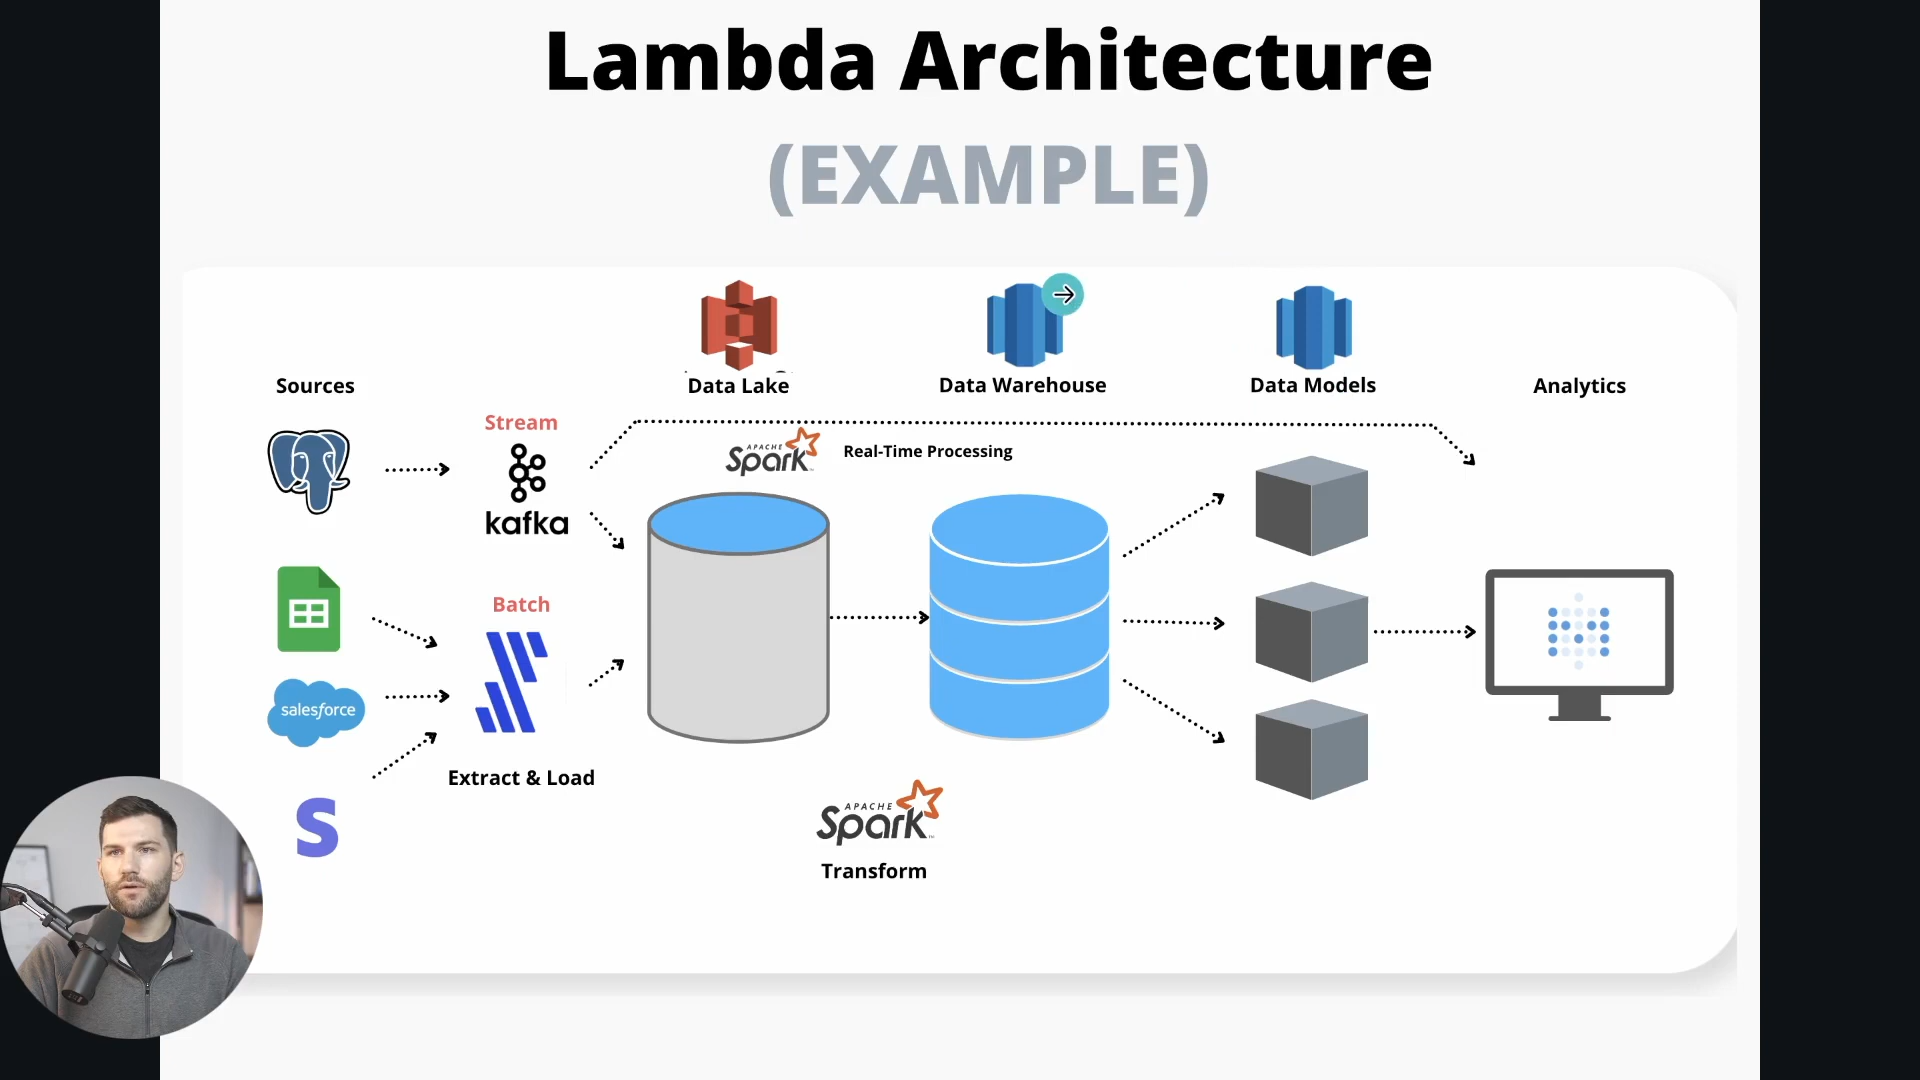 Lambda Architecture
(EXAMPLE)
Sources
Data Lake
Data Warehouse
Data Models
Analytics
Stream
kafka
APACHE
Spark
Real-Time Processing
Batch
salesforce
Extract & Load
S
APACHE
Spark
Transform